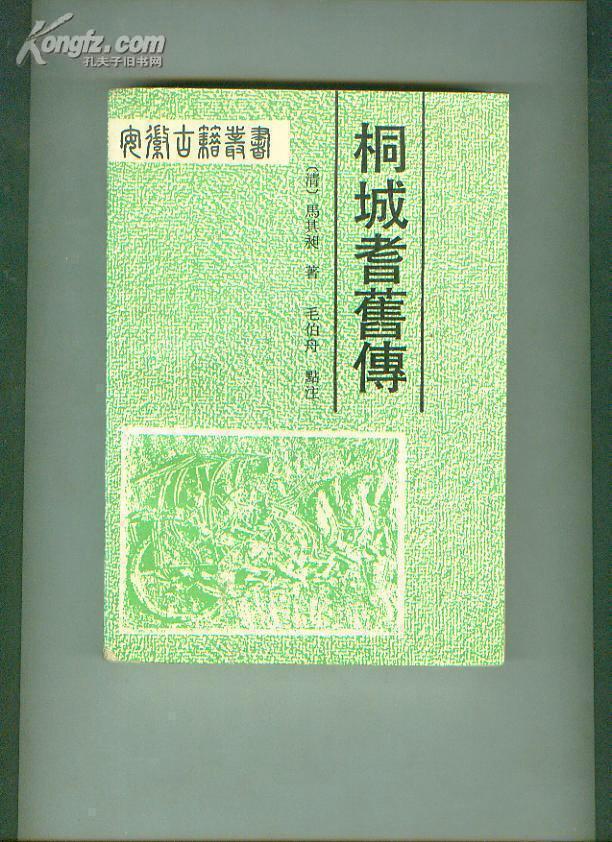 Kongfz.com
孔夫子旧书网
安徽古籍叢書
桐城耆舊傳
〔清〕馬其昶 著 毛伯舟 點注